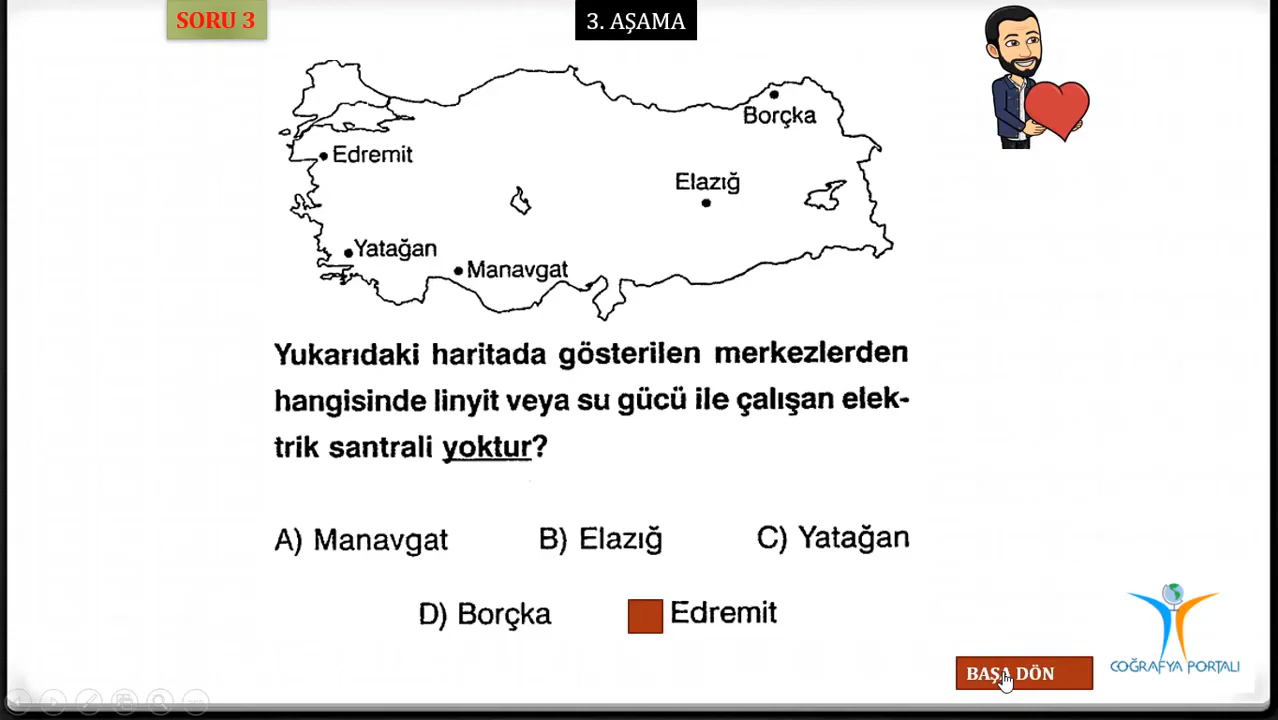 SORU 3
3. AŞAMA
Borçka
Edremit
Elazığ
Yatağan
Manavgat
Yukarıdaki haritada gösterilen merkezlerden
hangisinde linyit veya su gücü ile çalışan elek-
trik santrali yoktur?
A) Manavgat B) Elazığ C) Yatağan
D) Borçka Edremit
COĞRAFYA PORTALI
BAŞA DÖN